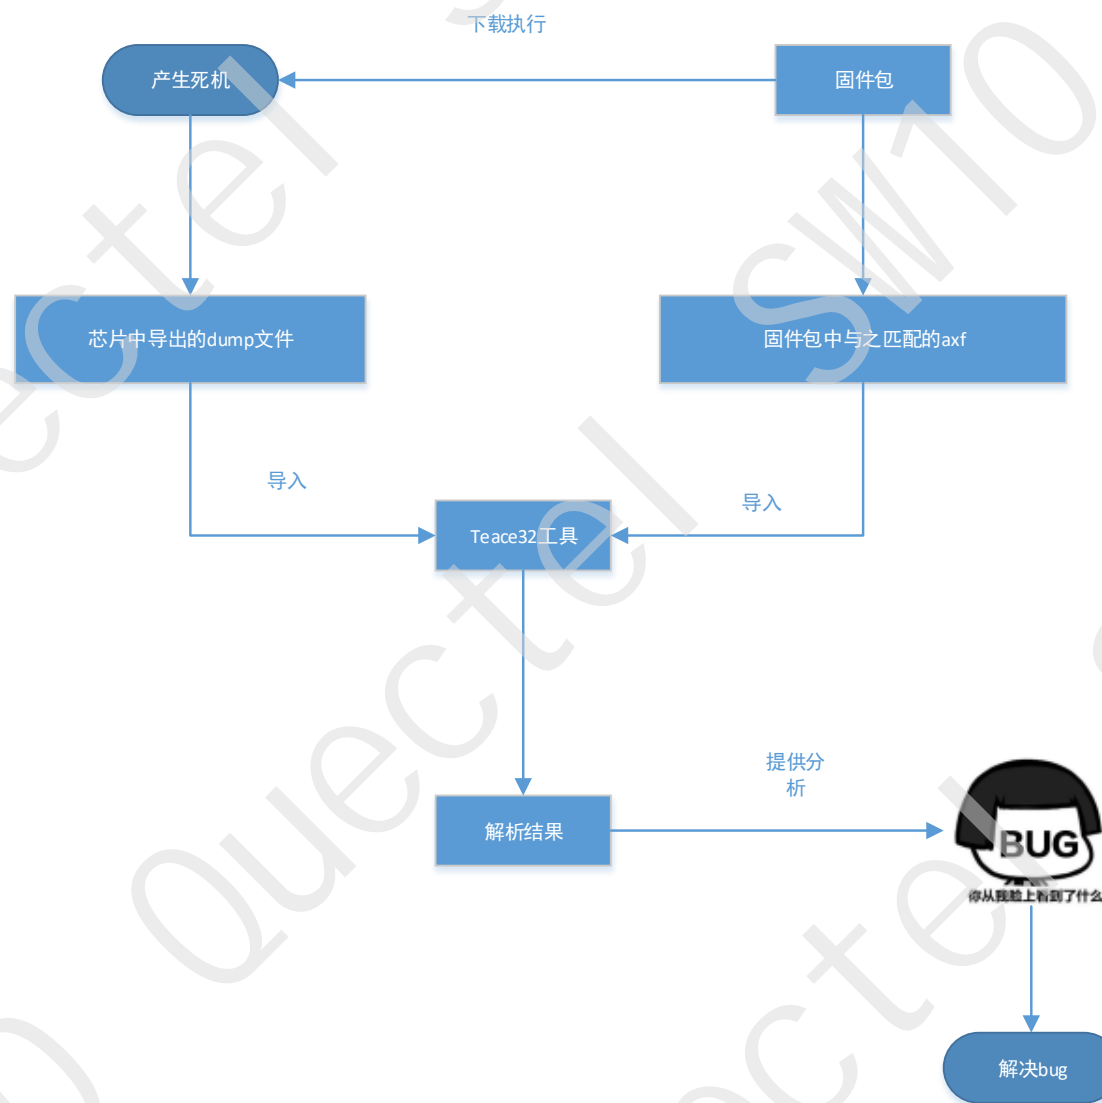 下载执行
产生死机
固件包
芯片中导出的dump文件
固件包中与之匹配的axf
导入
导入
Teace32工具
提供分
析
解析结果
BUG
你从我脸上看到了什么
解决bug
Quectel
SW10